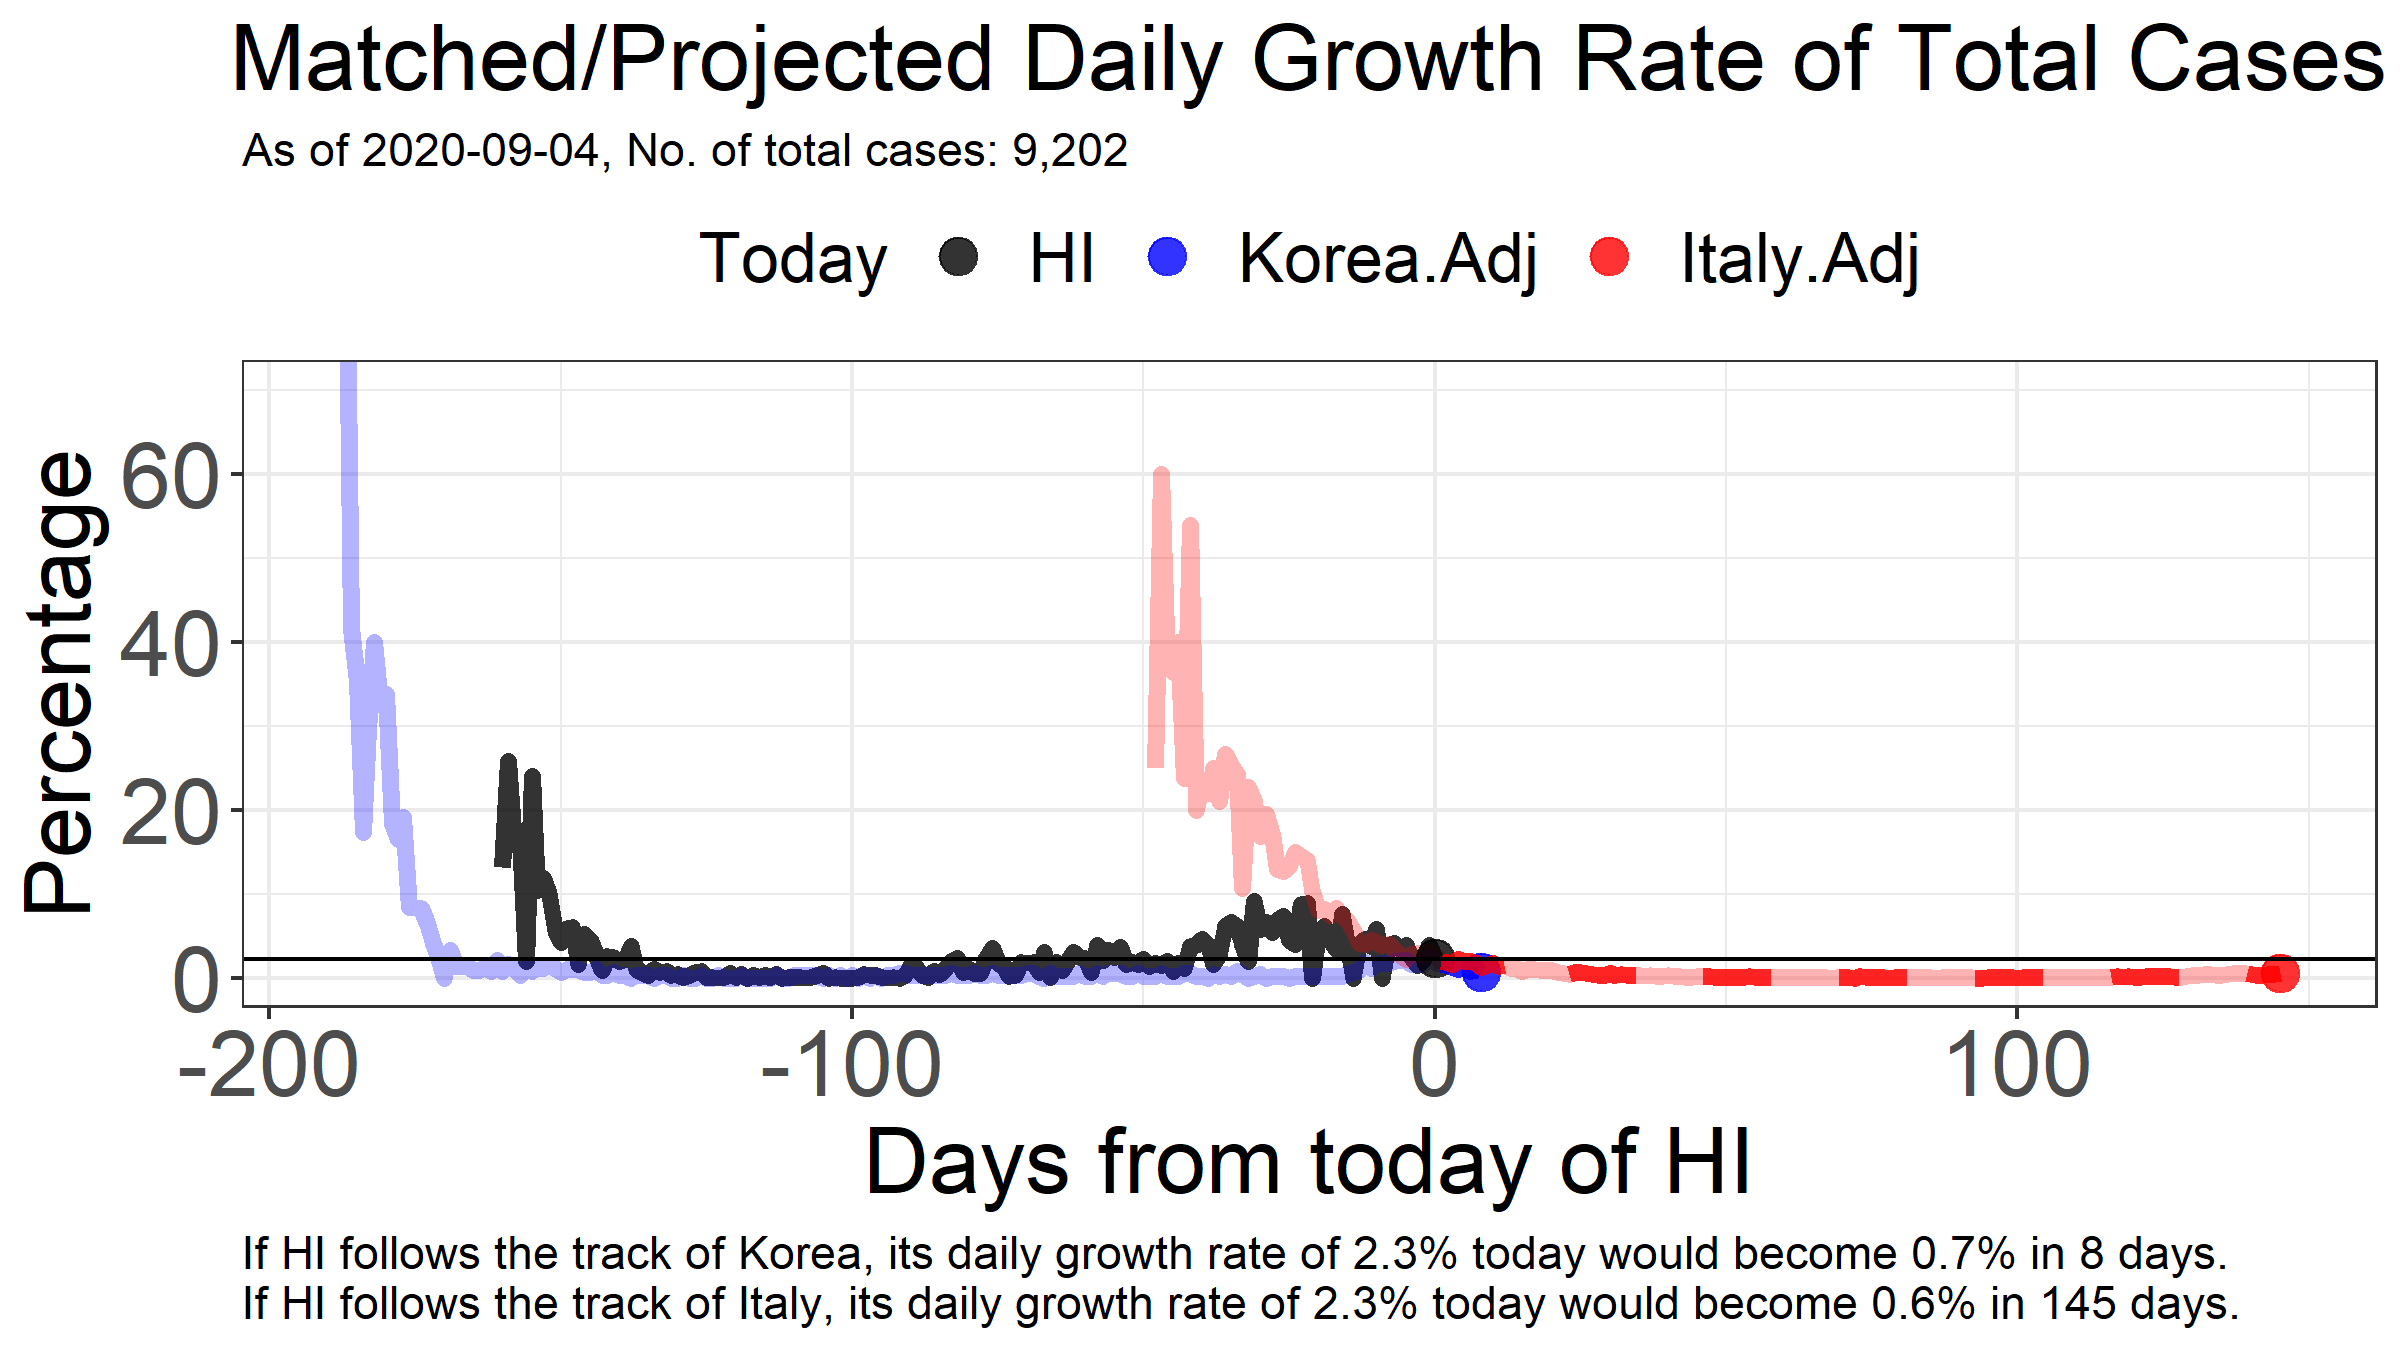 Matched/Projected Daily Growth Rate of Total Cases
As of 2020-09-04, No. of total cases: 9,202
Today HI Korea.Adj Italy.Adj
Percentage
60
40
20
0
-200 -100 0 100
Days from today of HI
If HI follows the track of Korea, its daily growth rate of 2.3% today would become 0.7% in 8 days.
If HI follows the track of Italy, its daily growth rate of 2.3% today would become 0.6% in 145 days.